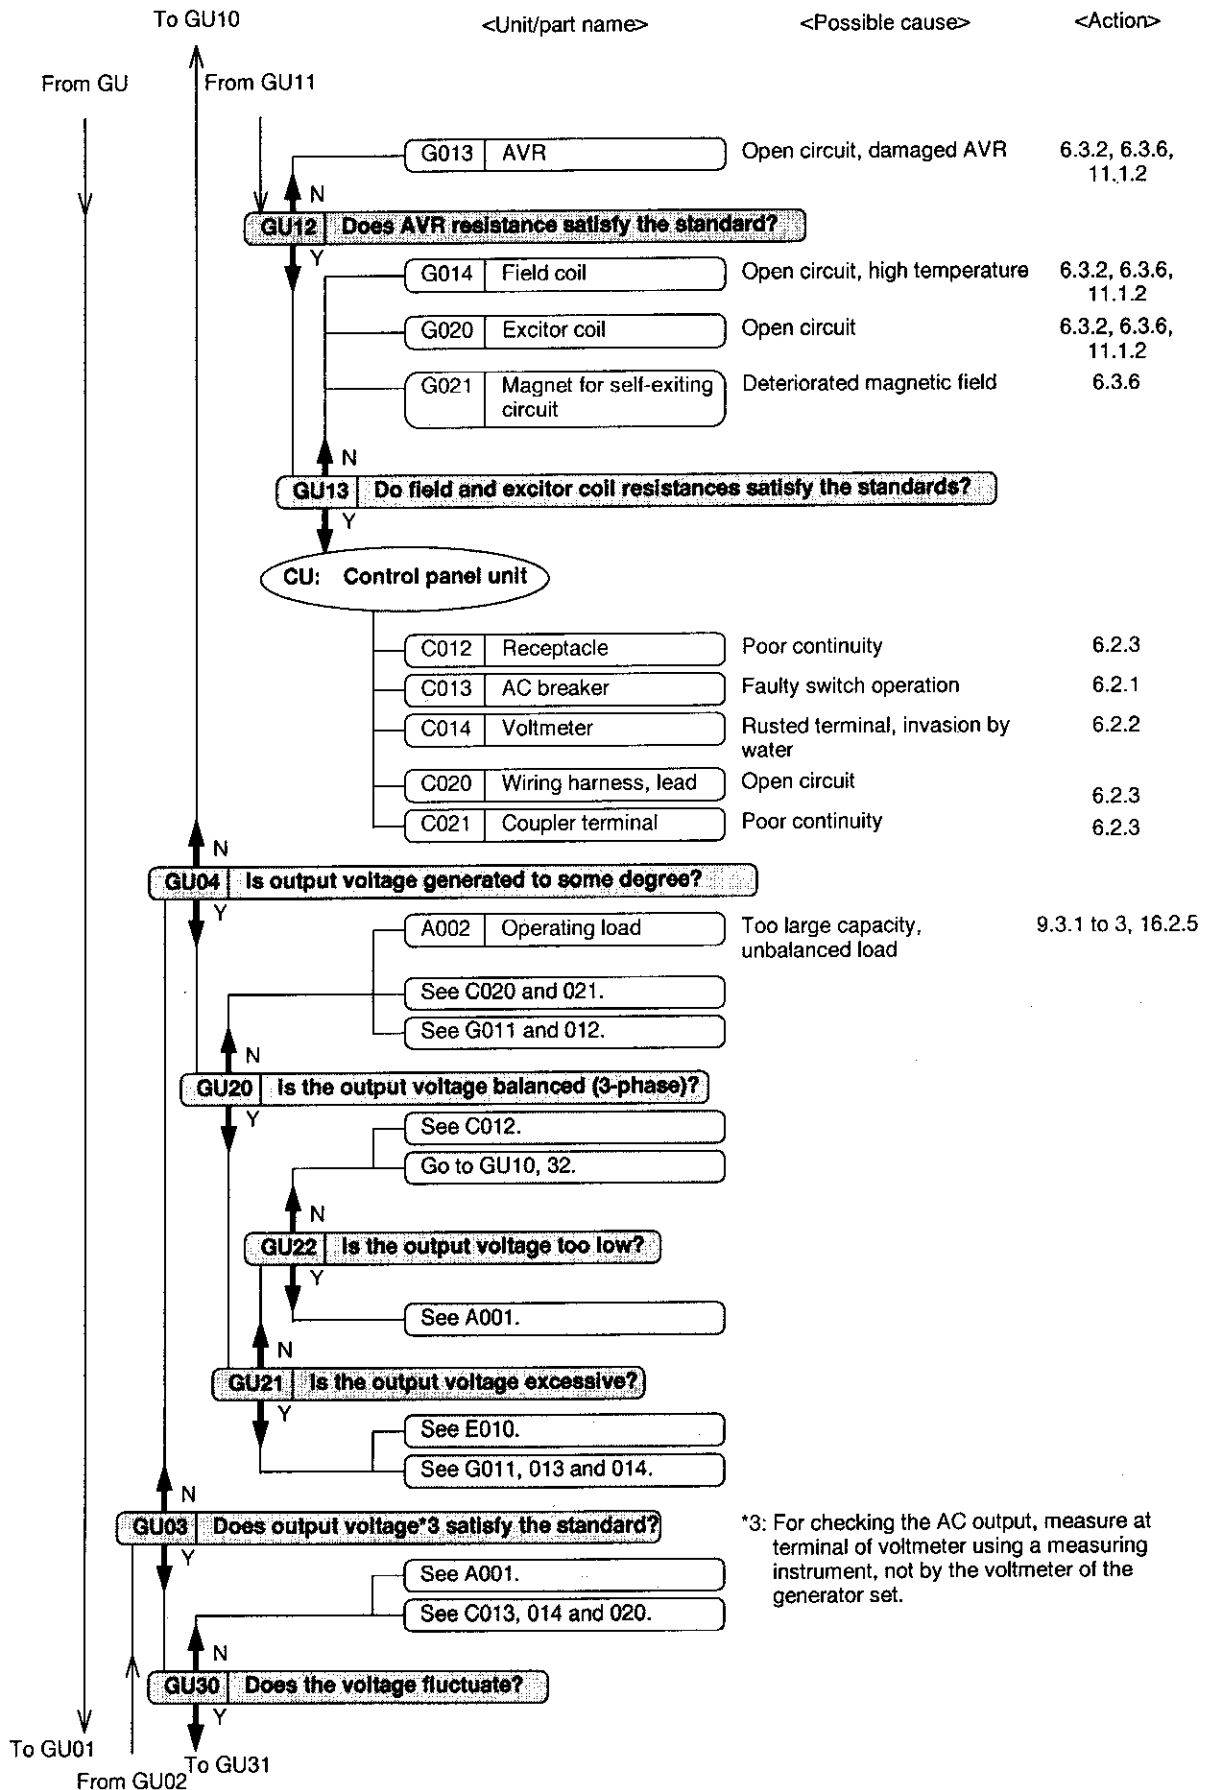 To GU10
<Unit/part name>
<Possible cause>
<Action>
From GU
From GU11
G013 AVR
Open circuit, damaged AVR
6.3.2, 6.3.6,
11.1.2
N
GU12 Does AVR resistance satisfy the standard?
Y
G014 Field coil
Open circuit, high temperature
6.3.2, 6.3.6,
11.1.2
G020 Excitor coil
Open circuit
6.3.2, 6.3.6,
11.1.2
G021 Magnet for self-exiting
circuit
Deteriorated magnetic field
6.3.6
N
GU13 Do field and excitor coil resistances satisfy the standards?
Y
CU: Control panel unit
C012 Receptacle
Poor continuity
6.2.3
C013 AC breaker
Faulty switch operation
6.2.1
C014 Voltmeter
Rusted terminal, invasion by
water
6.2.2
C020 Wiring harness, lead
Open circuit
6.2.3
C021 Coupler terminal
Poor continuity
6.2.3
N
GU04 Is output voltage generated to some degree?
Y
A002 Operating load
Too large capacity,
unbalanced load
9.3.1 to 3, 16.2.5
See C020 and 021.
See G011 and 012.
N
GU20 Is the output voltage balanced (3-phase)?
Y
See C012.
Go to GU10, 32.
N
GU22 Is the output voltage too low?
Y
See A001.
N
GU21 Is the output voltage excessive?
Y
See E010.
See G011, 013 and 014.
N
GU03 Does output voltage*3 satisfy the standard?
Y
*3: For checking the AC output, measure at
terminal of voltmeter using a measuring
instrument, not by the voltmeter of the
generator set.
See A001.
See C013, 014 and 020.
N
GU30 Does the voltage fluctuate?
Y
To GU01
To GU31
From GU02